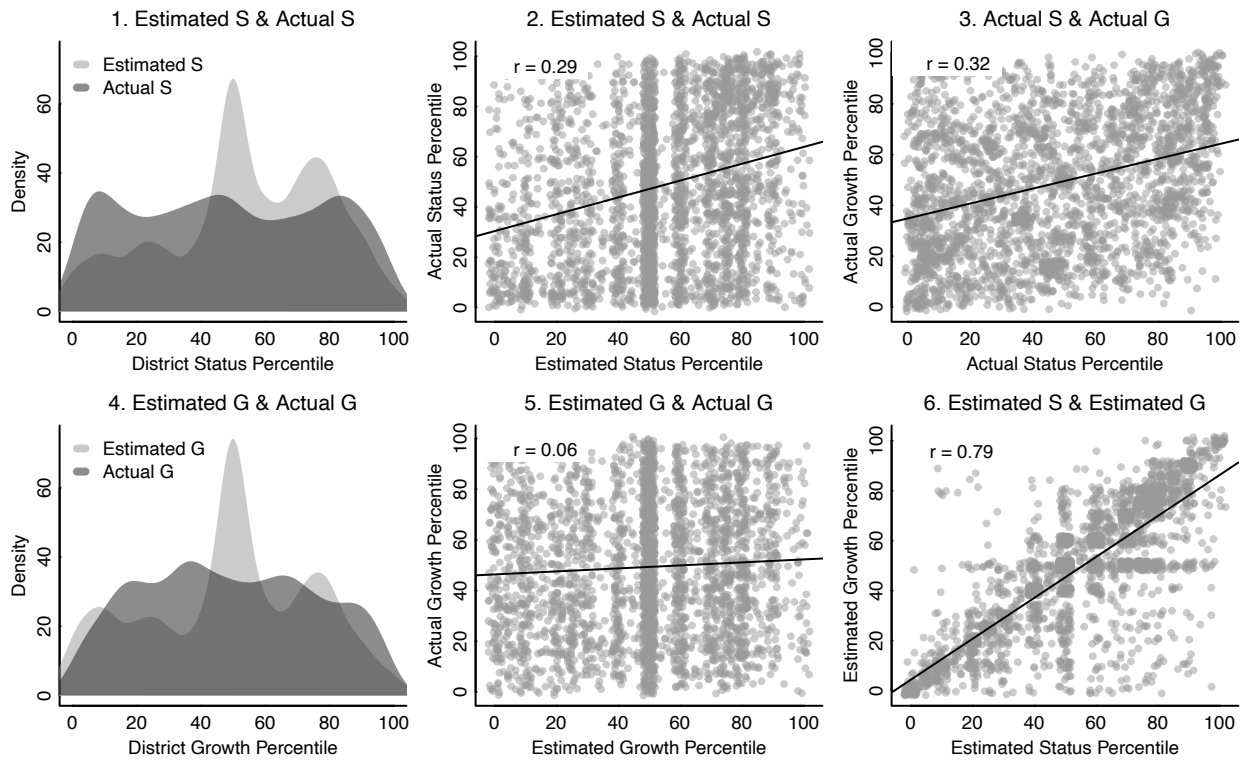 1. Estimated S & Actual S
Estimated S
Actual S
Density
0
20
40
60
0 20 40 60 80 100
District Status Percentile
2. Estimated S & Actual S
r = 0.29
Actual Status Percentile
0
20
40
60
80
100
0 20 40 60 80 100
Estimated Status Percentile
3. Actual S & Actual G
r = 0.32
Actual Growth Percentile
0
20
40
60
80
100
0 20 40 60 80 100
Actual Status Percentile
4. Estimated G & Actual G
Estimated G
Actual G
Density
0
20
40
60
0 20 40 60 80 100
District Growth Percentile
5. Estimated G & Actual G
r = 0.06
Actual Growth Percentile
0
20
40
60
80
100
0 20 40 60 80 100
Estimated Growth Percentile
6. Estimated S & Estimated G
r = 0.79
Estimated Growth Percentile
0
20
40
60
80
100
0 20 40 60 80 100
Estimated Status Percentile